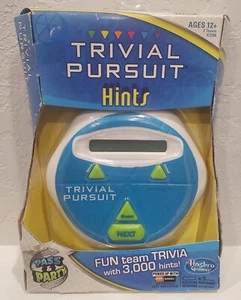 AGES 12+
TRIVIAL
PURSUIT
Hints
TRIVIAL
PURSUIT
NEXT
PASS
&
PARTY
FUN team TRIVIA
with 3,000 hints!
Hasbro